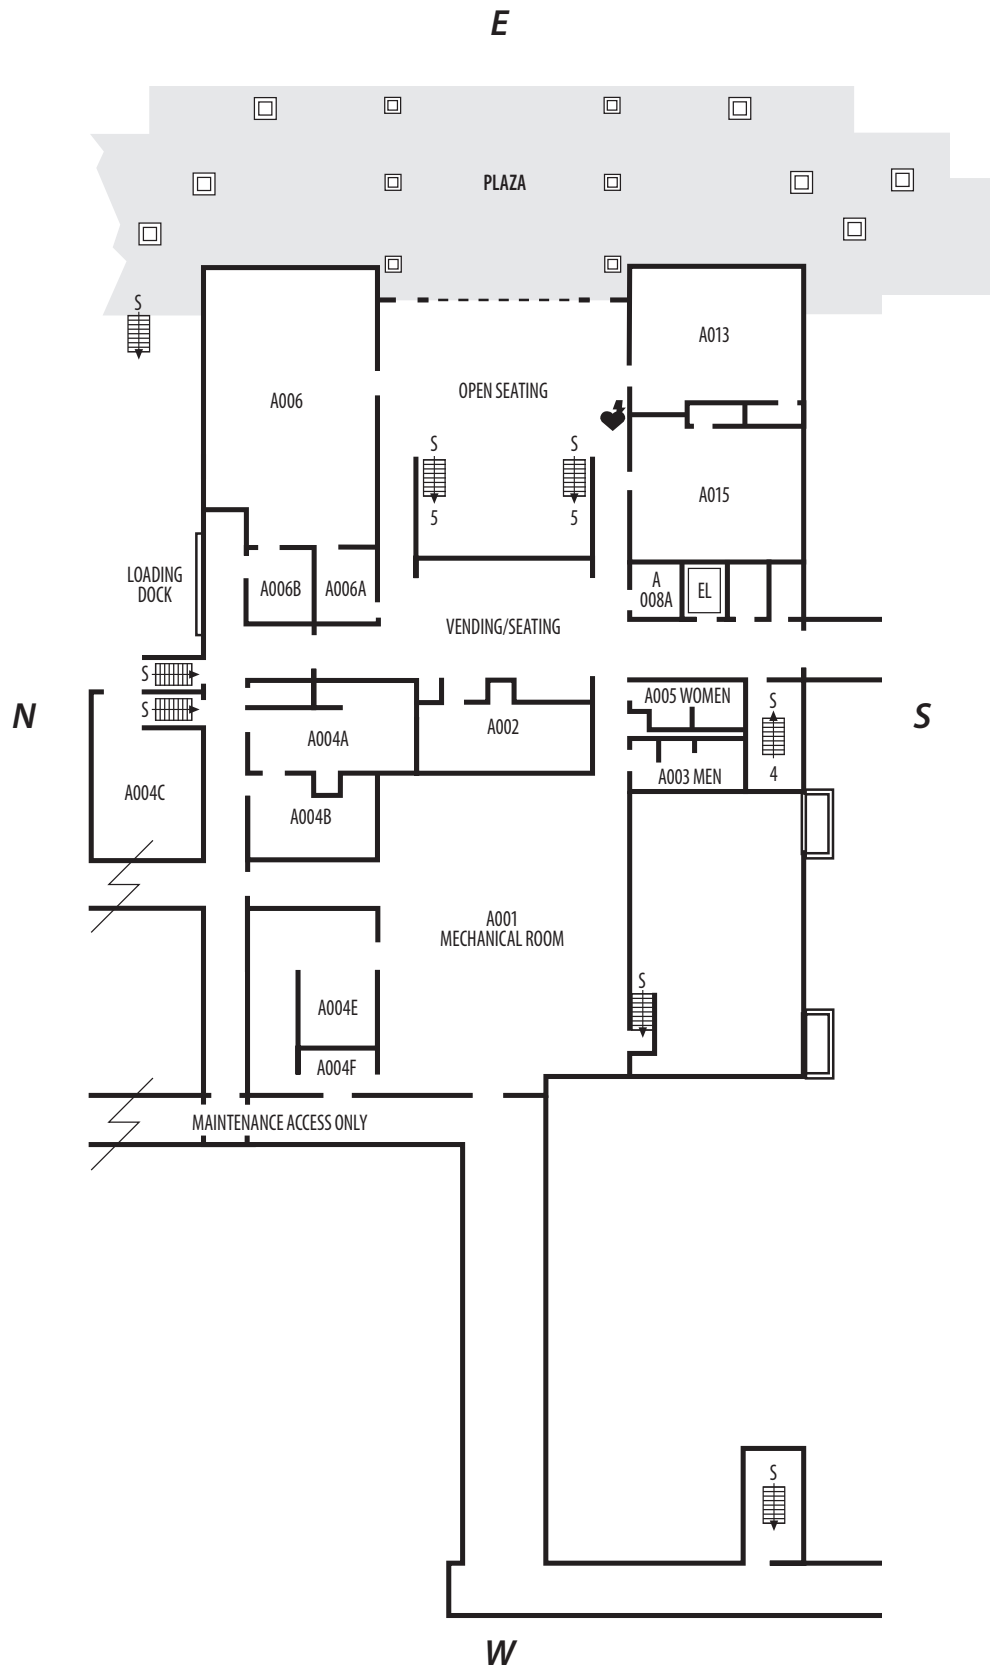 E
PLAZA
S
A013
OPEN SEATING
A006
S
S
A015
5
5
LOADING
DOCK
A006B
A006A
A
008A
EL
VENDING/SEATING
S
A005 WOMEN
S
N
S
S
A002
A004A
A003 MEN
4
A004C
A004B
A001
MECHANICAL ROOM
S
A004E
A004F
MAINTENANCE ACCESS ONLY
S
W